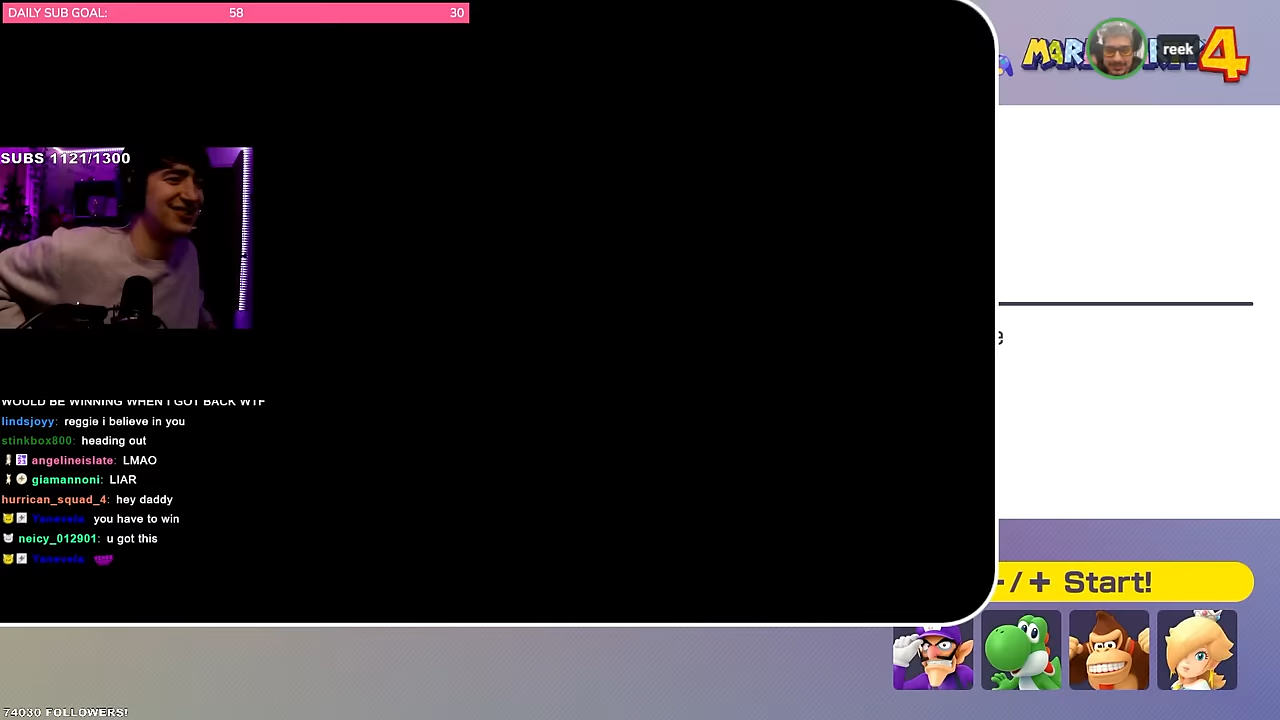 DAILY SUB GOAL: 58 30
reek
4
SUBS 1121/1300
WOULD BE WINNING WHEN I GOT BACK WTF
lindsjoyy: reggie i believe in you
stinkbox800: heading out
angelineislate: LMAO
giamannoni: LIAR
hurrican_squad_4: hey daddy
you have to win
neicy_012901: u got this
/ + Start!
74030 FOLLOWERS!